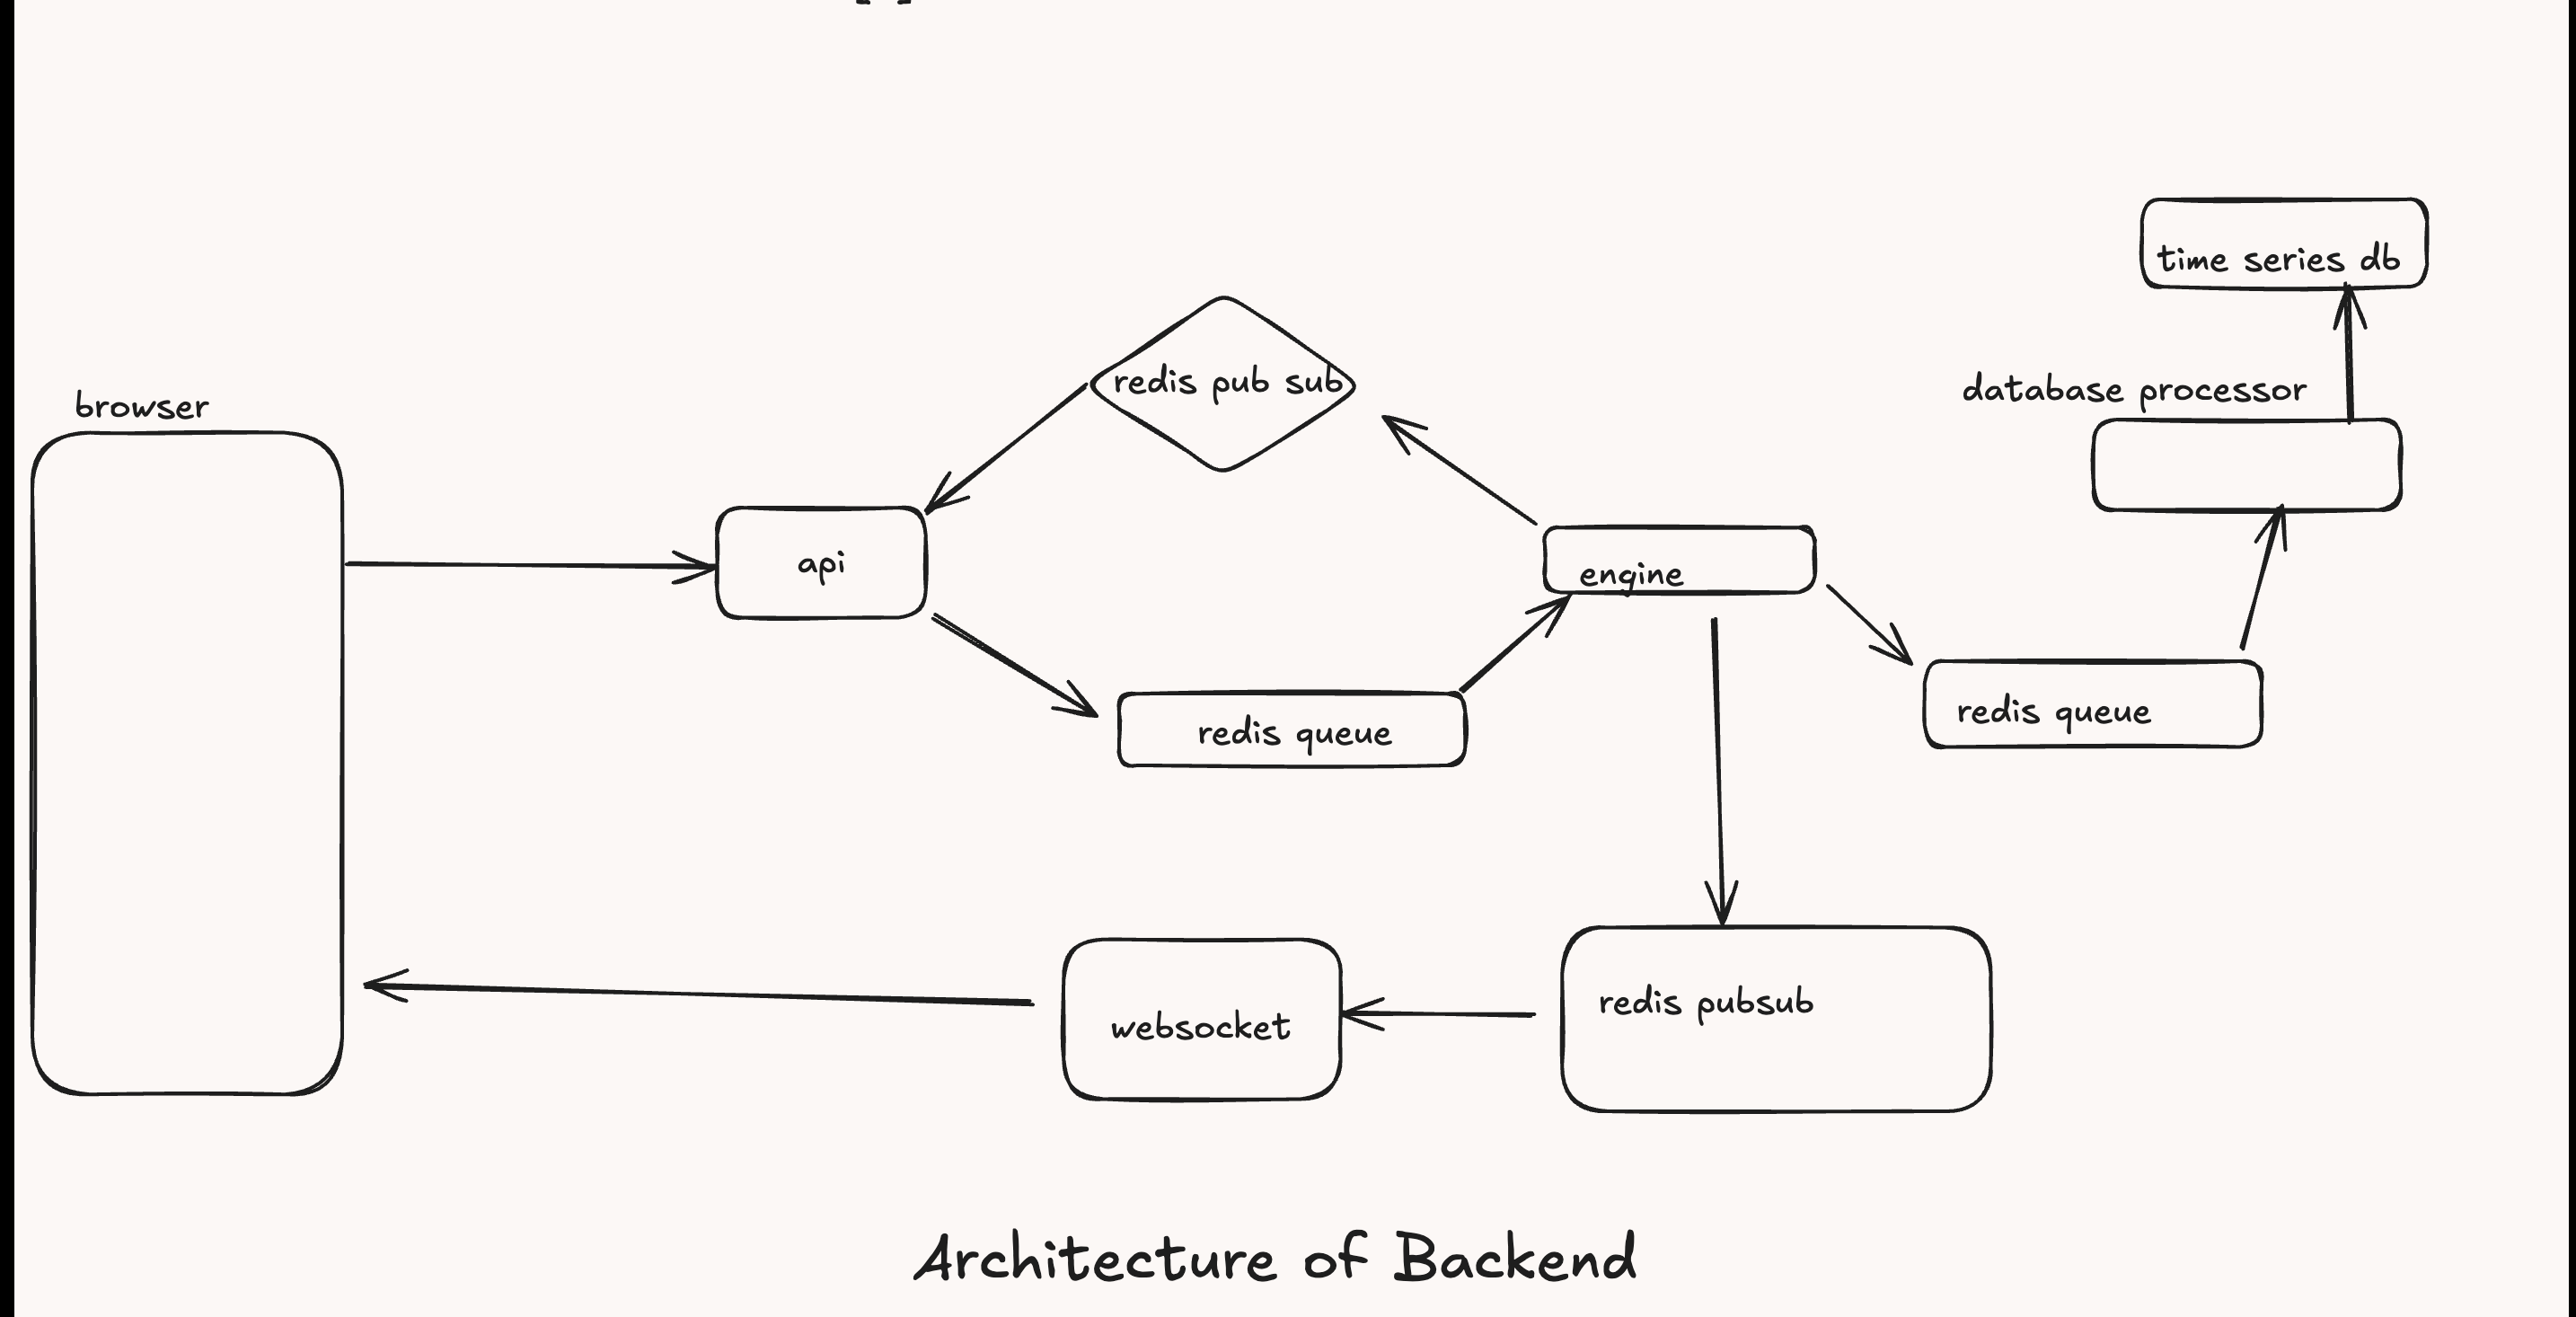 time series db
redis pub sub
database processor
browser
api
engine
redis queue
redis queue
redis pubsub
websocket
Architecture of Backend